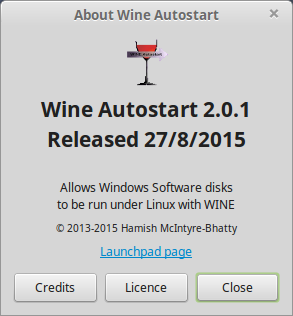 About Wine Autostart
Wine Autostart 2.0.1
Released 27/8/2015
Allows Windows Software disks
to be run under Linux with WINE
© 2013-2015 Hamish McIntyre-Bhatty
Launchpad page
Credits
Licence
Close